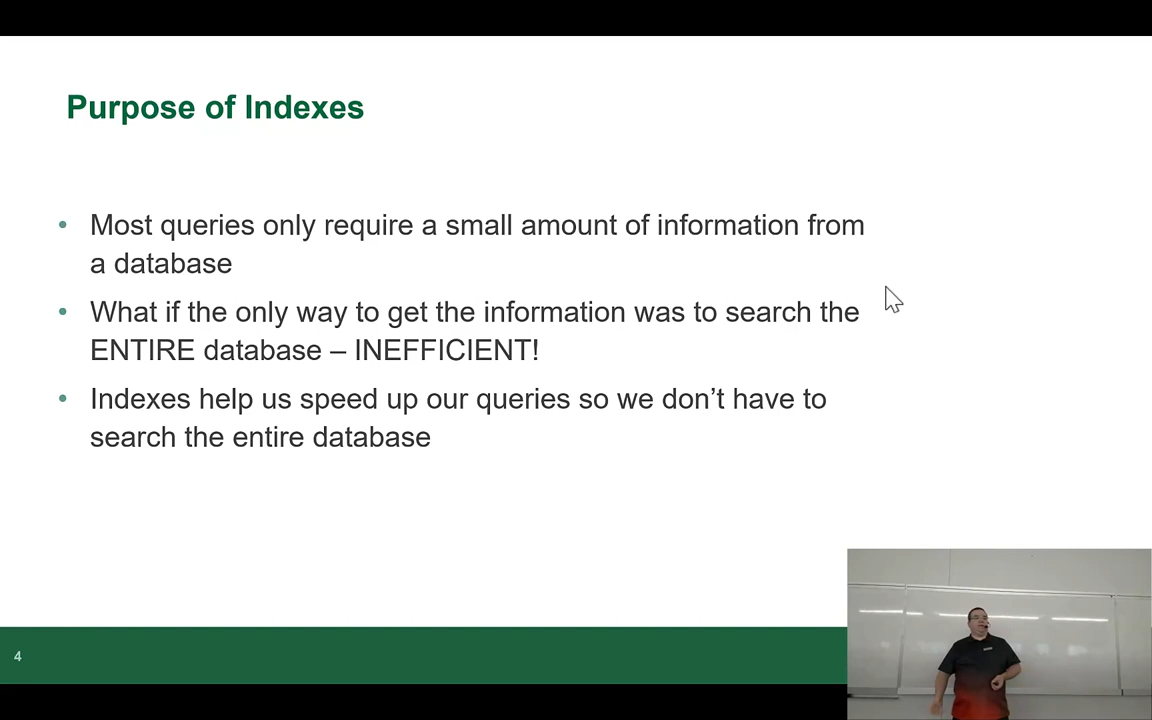 Purpose of Indexes
• Most queries only require a small amount of information from
a database
• What if the only way to get the information was to search the
ENTIRE database – INEFFICIENT!
• Indexes help us speed up our queries so we don’t have to
search the entire database
4